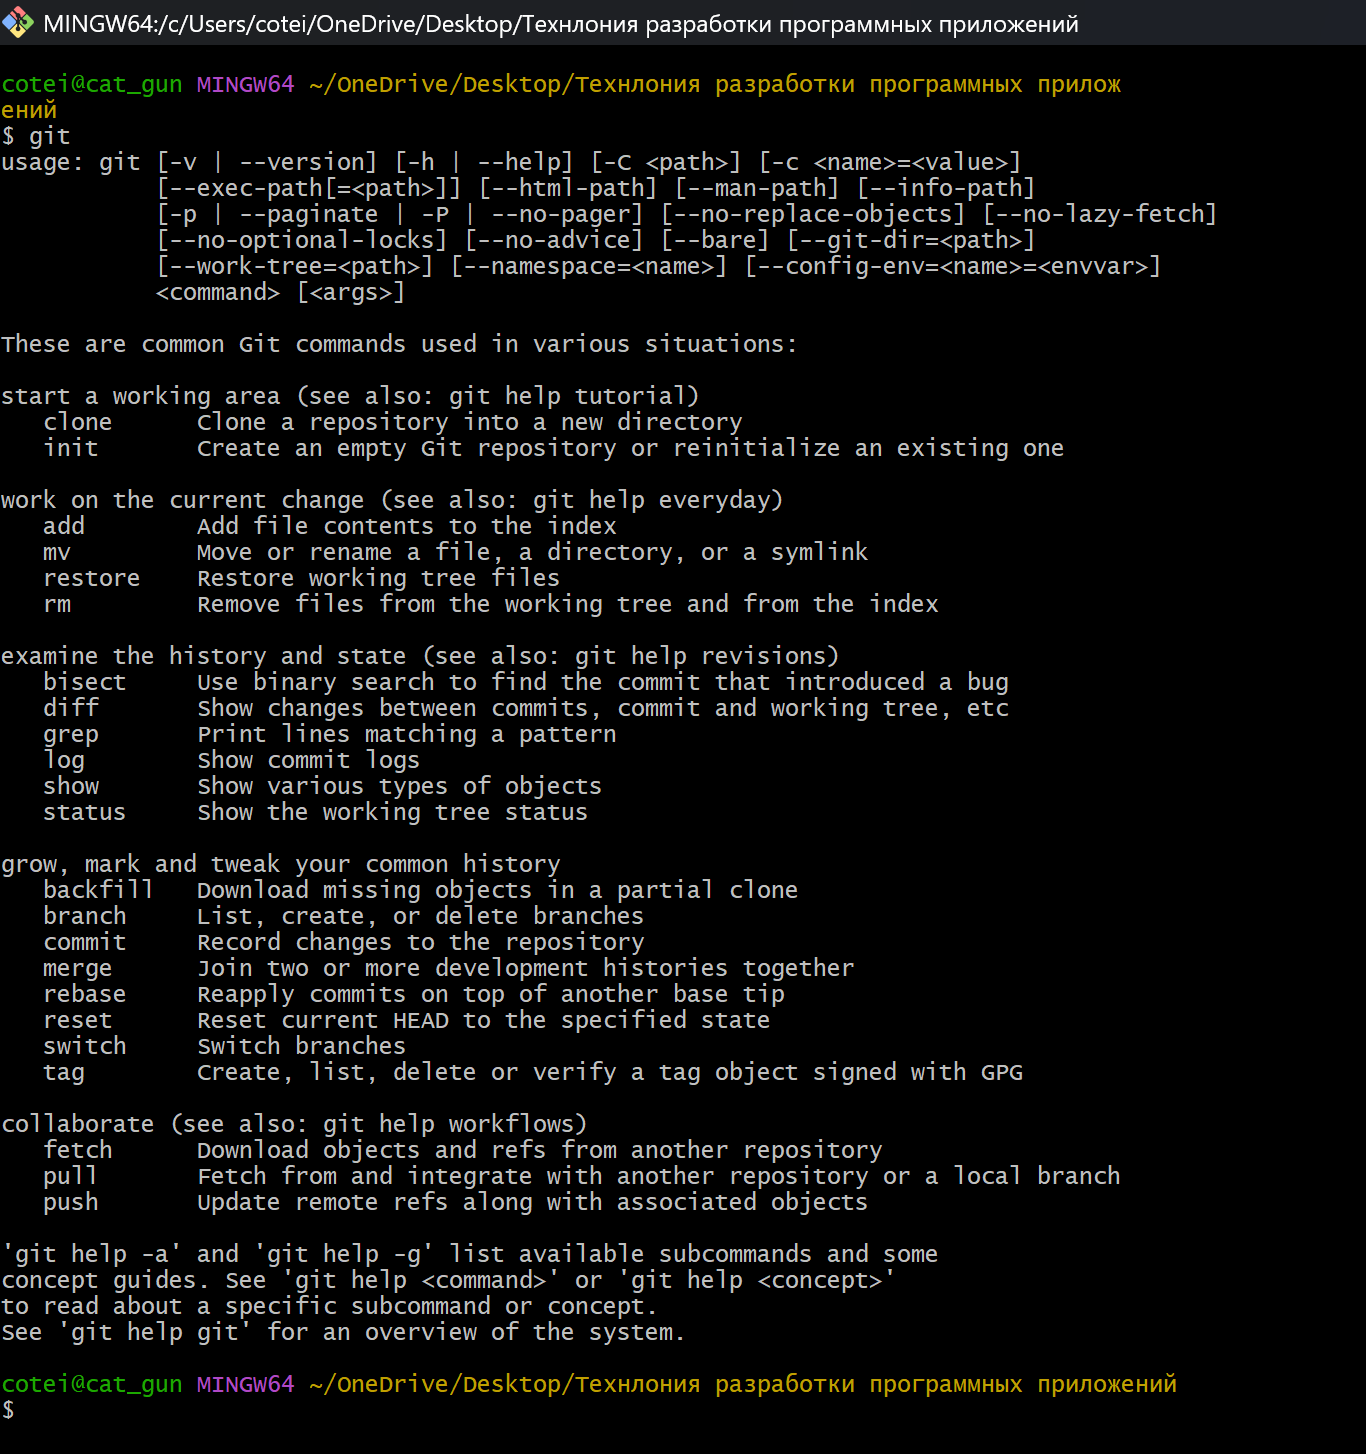 MINGW64:/c/Users/cotei/OneDrive/Desktop/Технлония разработки программных приложений
cotei@cat_gun MINGW64 ~/OneDrive/Desktop/Технлония разработки программных прилож
ений
$ git
usage: git [-v | --version] [-h | --help] [-C <path>] [-c <name>=<value>]
           [--exec-path[=<path>]] [--html-path] [--man-path] [--info-path]
           [-p | --paginate | -P | --no-pager] [--no-replace-objects] [--no-lazy-fetch]
           [--no-optional-locks] [--no-advice] [--bare] [--git-dir=<path>]
           [--work-tree=<path>] [--namespace=<name>] [--config-env=<name>=<envvar>]
           <command> [<args>]
These are common Git commands used in various situations:
start a working area (see also: git help tutorial)
   clone      Clone a repository into a new directory
   init       Create an empty Git repository or reinitialize an existing one
work on the current change (see also: git help everyday)
   add        Add file contents to the index
   mv         Move or rename a file, a directory, or a symlink
   restore    Restore working tree files
   rm         Remove files from the working tree and from the index
examine the history and state (see also: git help revisions)
   bisect     Use binary search to find the commit that introduced a bug
   diff       Show changes between commits, commit and working tree, etc
   grep       Print lines matching a pattern
   log        Show commit logs
   show       Show various types of objects
   status     Show the working tree status
grow, mark and tweak your common history
   backfill   Download missing objects in a partial clone
   branch     List, create, or delete branches
   commit     Record changes to the repository
   merge      Join two or more development histories together
   rebase     Reapply commits on top of another base tip
   reset      Reset current HEAD to the specified state
   switch     Switch branches
   tag        Create, list, delete or verify a tag object signed with GPG
collaborate (see also: git help workflows)
   fetch      Download objects and refs from another repository
   pull       Fetch from and integrate with another repository or a local branch
   push       Update remote refs along with associated objects
'git help -a' and 'git help -g' list available subcommands and some
concept guides. See 'git help <command>' or 'git help <concept>'
to read about a specific subcommand or concept.
See 'git help git' for an overview of the system.
cotei@cat_gun MINGW64 ~/OneDrive/Desktop/Технлония разработки программных приложений
$